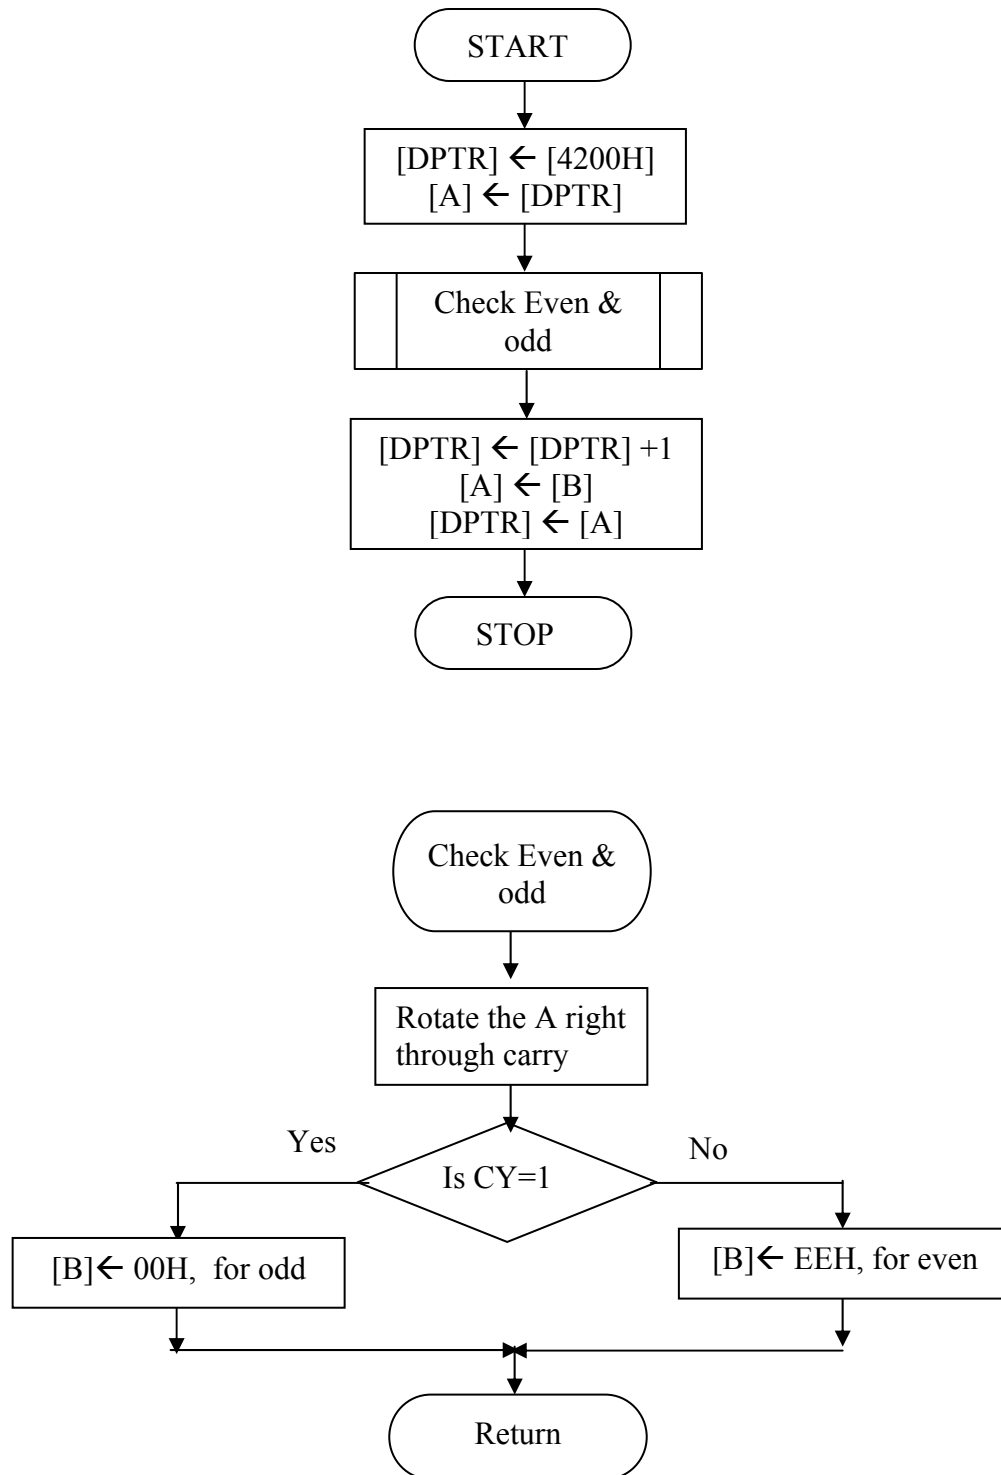 START
[DPTR] ← [4200H]
[A] ← [DPTR]
Check Even &
odd
[DPTR] ← [DPTR] +1
[A] ← [B]
[DPTR] ← [A]
STOP
Check Even &
odd
Rotate the A right
through carry
Yes
No
Is CY=1
[B]← 00H, for odd
[B]← EEH, for even
Return